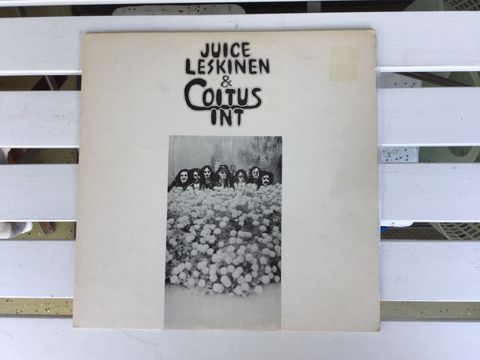 JUICE
LESKINEN
&
COITUS
INT